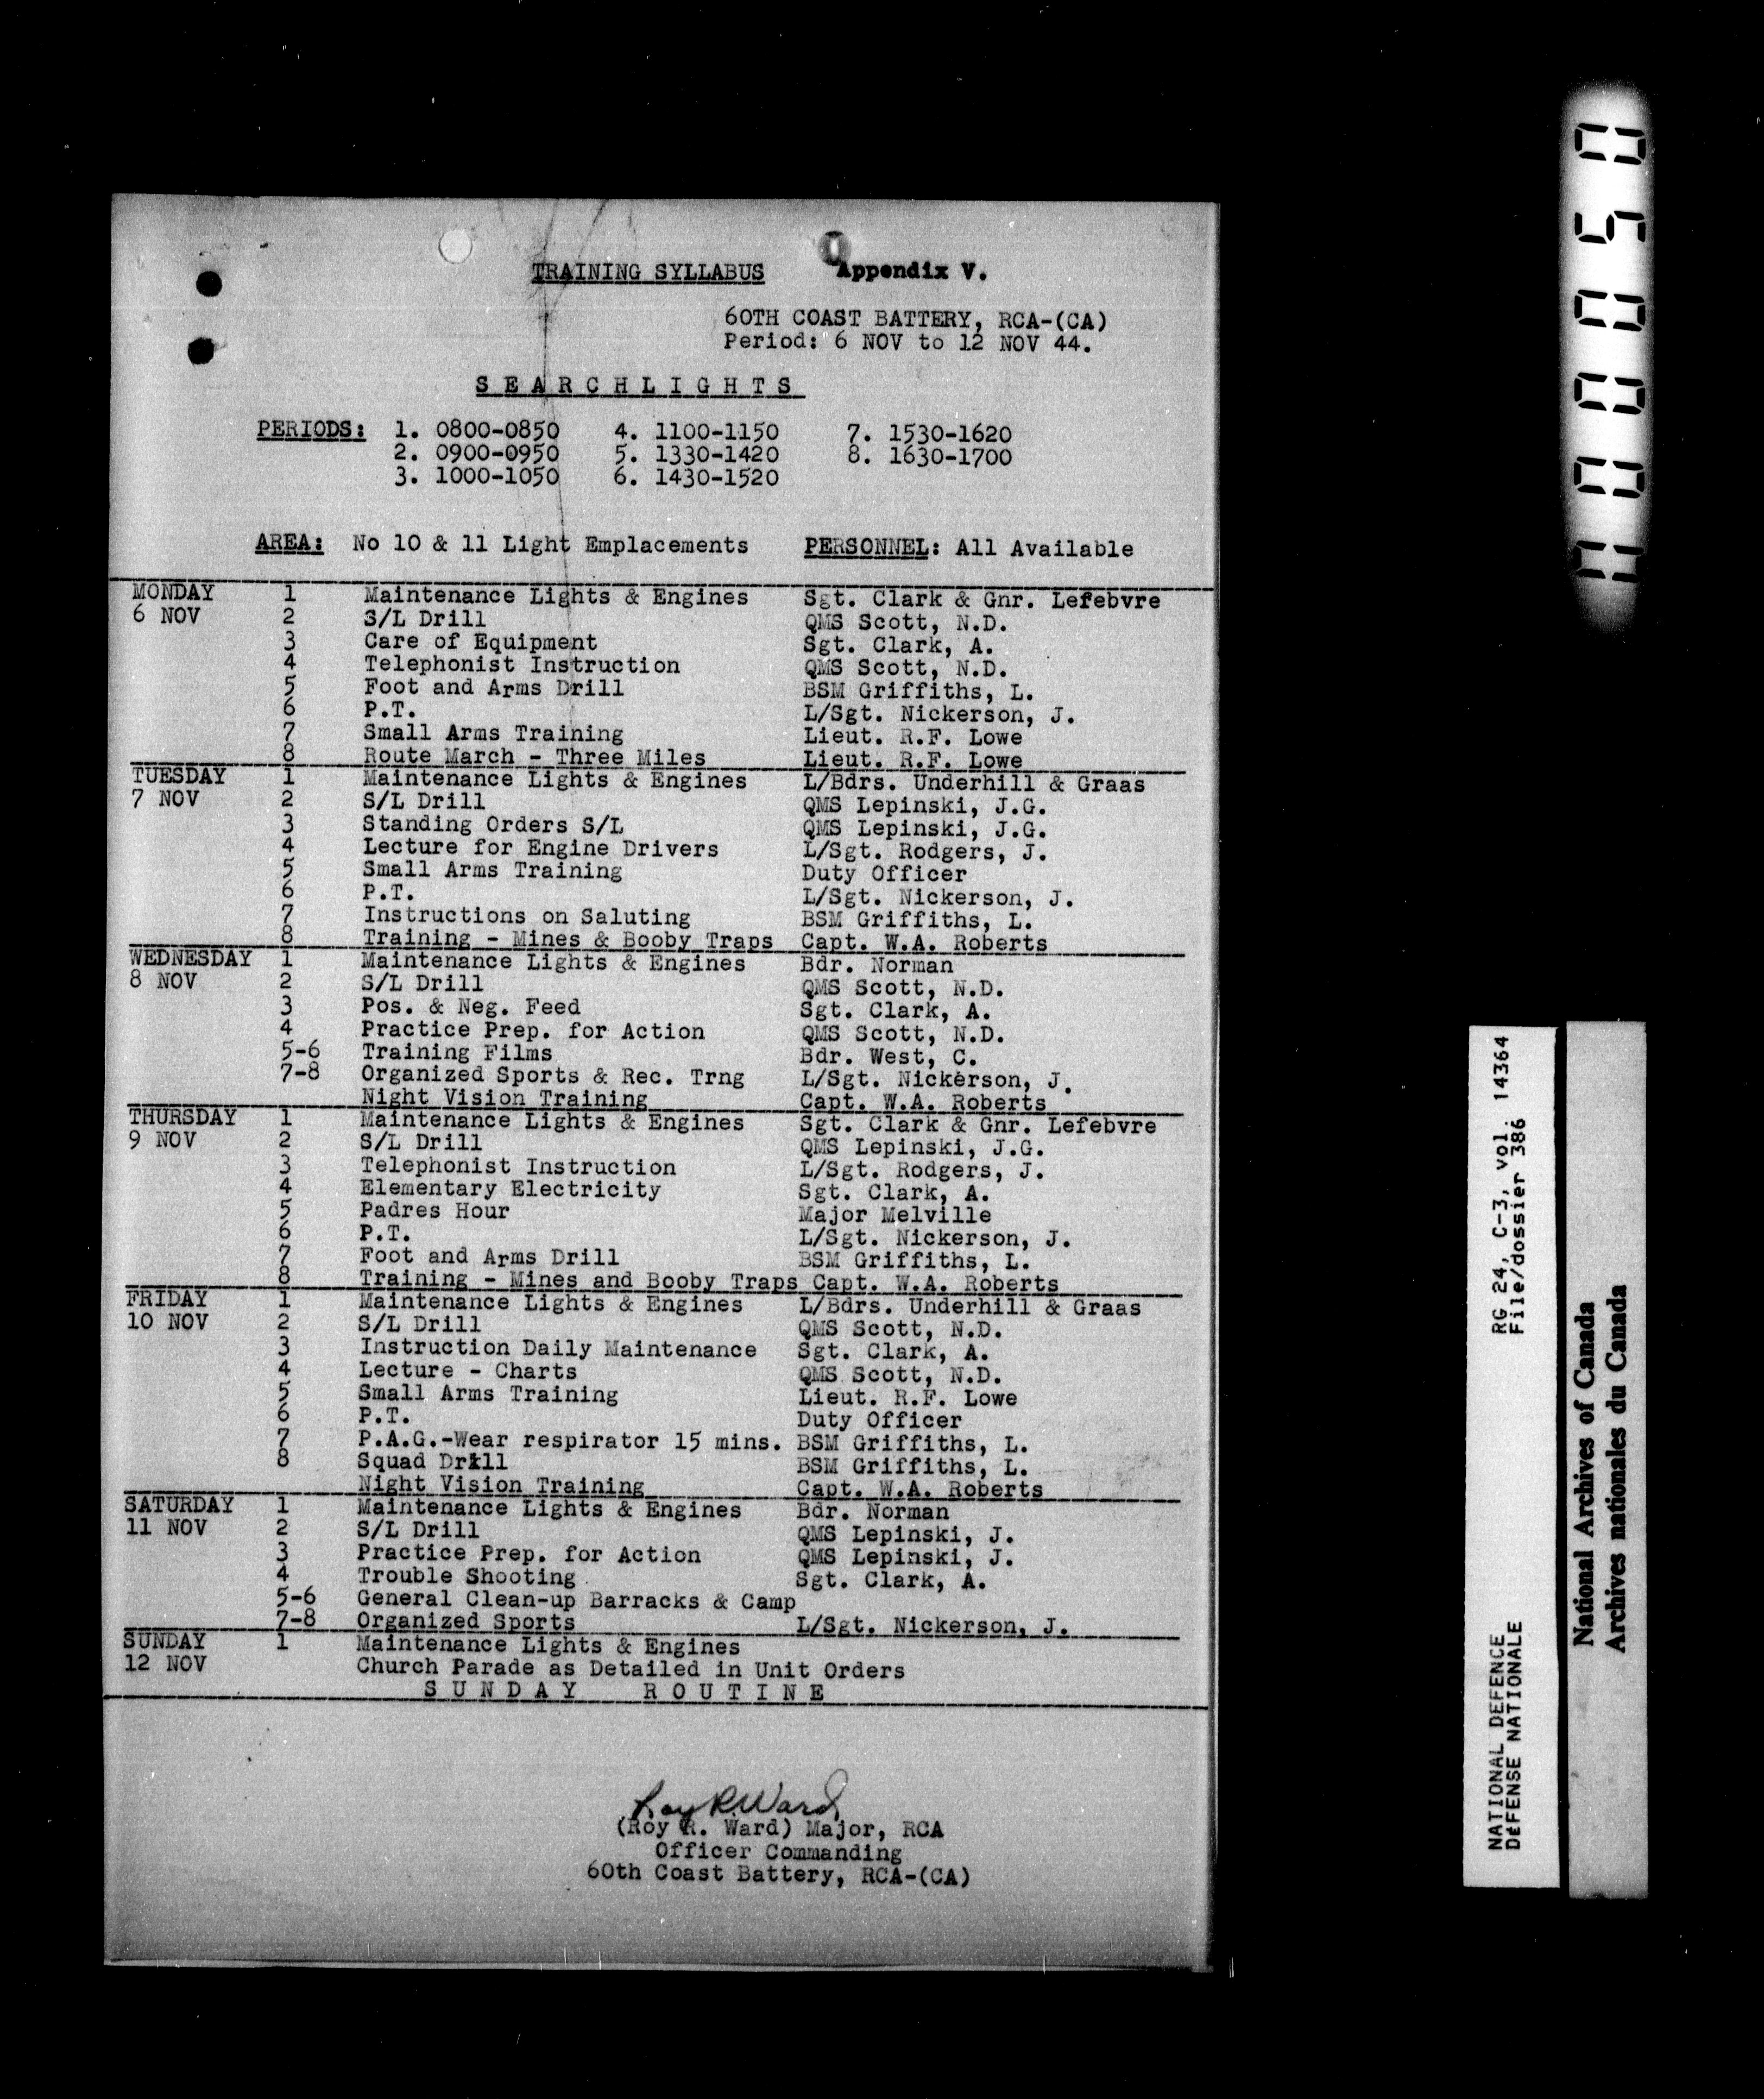 TRAINING SYLLABUS Appendix V.
60TH COAST BATTERY, RCA-(CA)
Period: 6 NOV to 12 NOV 44.
SEARCHLIGHTS
PERIODS: 1. 0800-0850 4. 1100-1150 7. 1530-1620
2. 0900-0950 5. 1330-1420 8. 1630-1700
3. 1000-1050 6. 1430-1520
AREA: No 10 & 11 Light Emplacements PERSONNEL: All Available
MONDAY 1 Maintenance Lights & Engines Sgt. Clark & Gnr. Lefebvre
6 NOV 2 S/L Drill QMS Scott, N.D.
3 Care of Equipment Sgt. Clark, A.
4 Telephonist Instruction QMS Scott, N.D.
5 Foot and Arms Drill BSM Griffiths, L.
6 P.T. L/Sgt. Nickerson, J.
7 Small Arms Training Lieut. R.F. Lowe
8 Route March - Three Miles Lieut. R.F. Lowe
TUESDAY 1 Maintenance Lights & Engines L/Bdrs. Underhill & Graas
7 NOV 2 S/L Drill QMS Lepinski, J.G.
3 Standing Orders S/L QMS Lepinski, J.G.
4 Lecture for Engine Drivers L/Sgt. Rodgers, J.
5 Small Arms Training Duty Officer
6 P.T. L/Sgt. Nickerson, J.
7 Instructions on Saluting BSM Griffiths, L.
8 Training - Mines & Booby Traps Capt. W.A. Roberts
WEDNESDAY 1 Maintenance Lights & Engines Bdr. Norman
8 NOV 2 S/L Drill QMS Scott, N.D.
3 Pos. & Neg. Feed Sgt. Clark, A.
4 Practice Prep. for Action QMS Scott, N.D.
5-6 Training Films Bdr. West, C.
7-8 Organized Sports & Rec. Trng L/Sgt. Nickerson, J.
Night Vision Training Capt. W.A. Roberts
THURSDAY 1 Maintenance Lights & Engines Sgt. Clark & Gnr. Lefebvre
9 NOV 2 S/L Drill QMS Lepinski, J.G.
3 Telephonist Instruction L/Sgt. Rodgers, J.
4 Elementary Electricity Sgt. Clark, A.
5 Padres Hour Major Melville
6 P.T. L/Sgt. Nickerson, J.
7 Foot and Arms Drill BSM Griffiths, L.
8 Training - Mines and Booby Traps Capt. W.A. Roberts
FRIDAY 1 Maintenance Lights & Engines L/Bdrs. Underhill & Graas
10 NOV 2 S/L Drill QMS Scott, N.D.
3 Instruction Daily Maintenance Sgt. Clark, A.
4 Lecture - Charts QMS Scott, N.D.
5 Small Arms Training Lieut. R.F. Lowe
6 P.T. Duty Officer
7 P.A.G.-Wear respirator 15 mins. BSM Griffiths, L.
8 Squad Drill BSM Griffiths, L.
Night Vision Training Capt. W.A. Roberts
SATURDAY 1 Maintenance Lights & Engines Bdr. Norman
11 NOV 2 S/L Drill QMS Lepinski, J.
3 Practice Prep. for Action QMS Lepinski, J.
4 Trouble Shooting Sgt. Clark, A.
5-6 General Clean-up Barracks & Camp
7-8 Organized Sports L/Sgt. Nickerson, J.
SUNDAY 1 Maintenance Lights & Engines
12 NOV Church Parade as Detailed in Unit Orders
SUNDAY ROUTINE
Roy R. Ward
(Roy R. Ward) Major, RCA
Officer Commanding
60th Coast Battery, RCA-(CA)
NATIONAL DEFENCE RG 24, C-3, vol. 14364
DEFENSE NATIONALE File/dossier 386
National Archives of Canada
Archives nationales du Canada